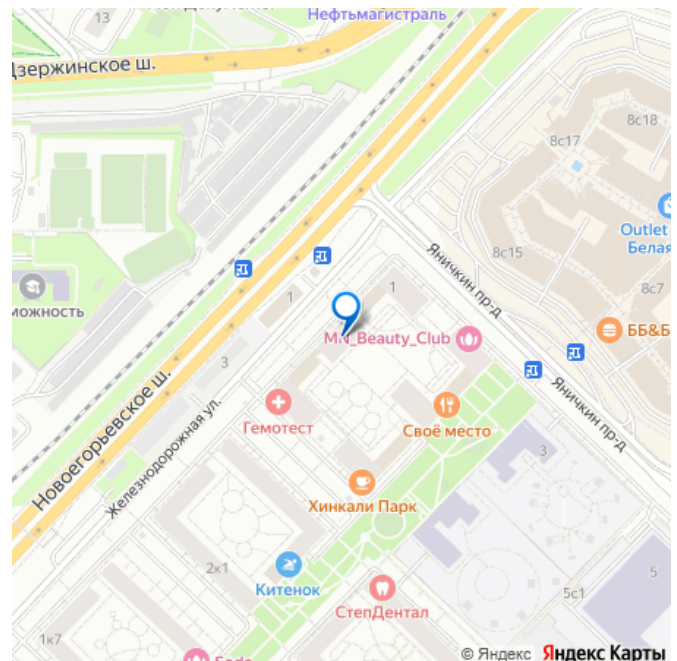 Нефтьмагистраль
13
Дзержинское ш.
8с18
8с17
Outlet
Белая
8с15
8с7
Яничкин пр-д
можность
1
1
MN_Beauty_Club
ББ&Б
3
Новоегорьевское ш.
Железнодорожная ул.
Гемотест
Своё место
Яничкин пр-д
3
Хинкали Парк
2к1
Китенок
СтепДентал
5с1
5
1к7
© Яндекс Яндекс Карты